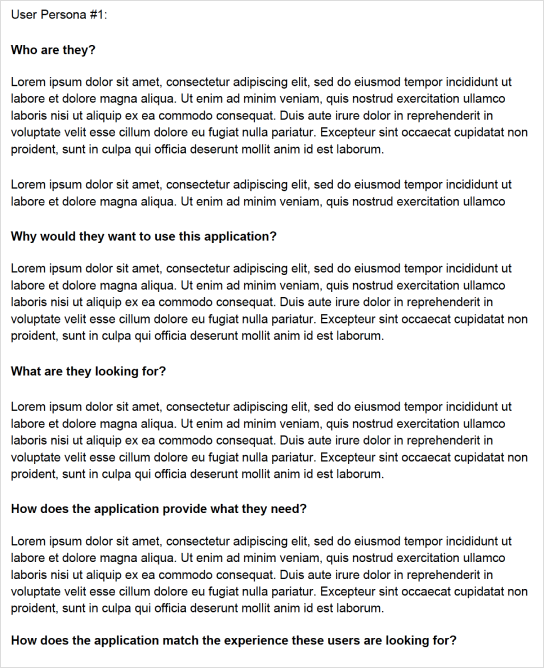 User Persona #1:
Who are they?
Lorem ipsum dolor sit amet, consectetur adipiscing elit, sed do eiusmod tempor incididunt ut
labore et dolore magna aliqua. Ut enim ad minim veniam, quis nostrud exercitation ullamco
laboris nisi ut aliquip ex ea commodo consequat. Duis aute irure dolor in reprehenderit in
voluptate velit esse cillum dolore eu fugiat nulla pariatur. Excepteur sint occaecat cupidatat non
proident, sunt in culpa qui officia deserunt mollit anim id est laborum.
Lorem ipsum dolor sit amet, consectetur adipiscing elit, sed do eiusmod tempor incididunt ut
labore et dolore magna aliqua. Ut enim ad minim veniam, quis nostrud exercitation ullamco
Why would they want to use this application?
Lorem ipsum dolor sit amet, consectetur adipiscing elit, sed do eiusmod tempor incididunt ut
labore et dolore magna aliqua. Ut enim ad minim veniam, quis nostrud exercitation ullamco
laboris nisi ut aliquip ex ea commodo consequat. Duis aute irure dolor in reprehenderit in
voluptate velit esse cillum dolore eu fugiat nulla pariatur. Excepteur sint occaecat cupidatat non
proident, sunt in culpa qui officia deserunt mollit anim id est laborum.
What are they looking for?
Lorem ipsum dolor sit amet, consectetur adipiscing elit, sed do eiusmod tempor incididunt ut
labore et dolore magna aliqua. Ut enim ad minim veniam, quis nostrud exercitation ullamco
laboris nisi ut aliquip ex ea commodo consequat. Duis aute irure dolor in reprehenderit in
voluptate velit esse cillum dolore eu fugiat nulla pariatur. Excepteur sint occaecat cupidatat non
proident, sunt in culpa qui officia deserunt mollit anim id est laborum.
How does the application provide what they need?
Lorem ipsum dolor sit amet, consectetur adipiscing elit, sed do eiusmod tempor incididunt ut
labore et dolore magna aliqua. Ut enim ad minim veniam, quis nostrud exercitation ullamco
laboris nisi ut aliquip ex ea commodo consequat. Duis aute irure dolor in reprehenderit in
voluptate velit esse cillum dolore eu fugiat nulla pariatur. Excepteur sint occaecat cupidatat non
proident, sunt in culpa qui officia deserunt mollit anim id est laborum.
How does the application match the experience these users are looking for?